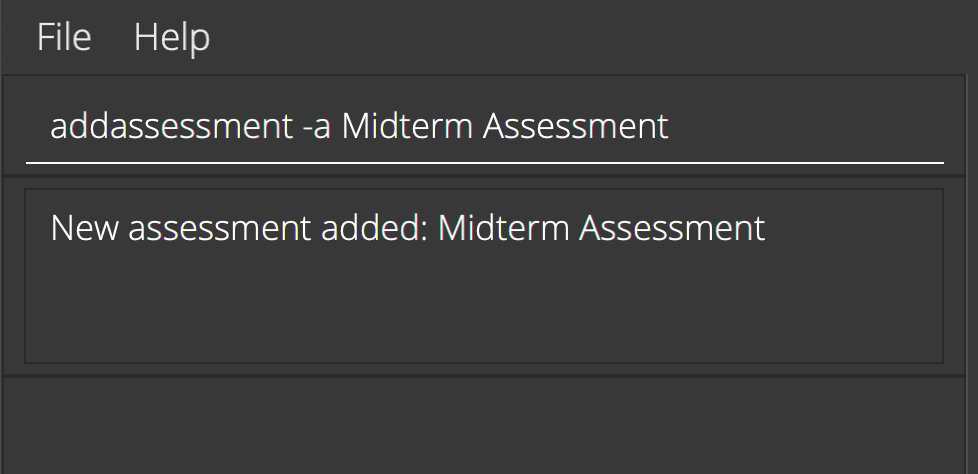 File Help
addassessment -a Midterm Assessment
New assessment added: Midterm Assessment